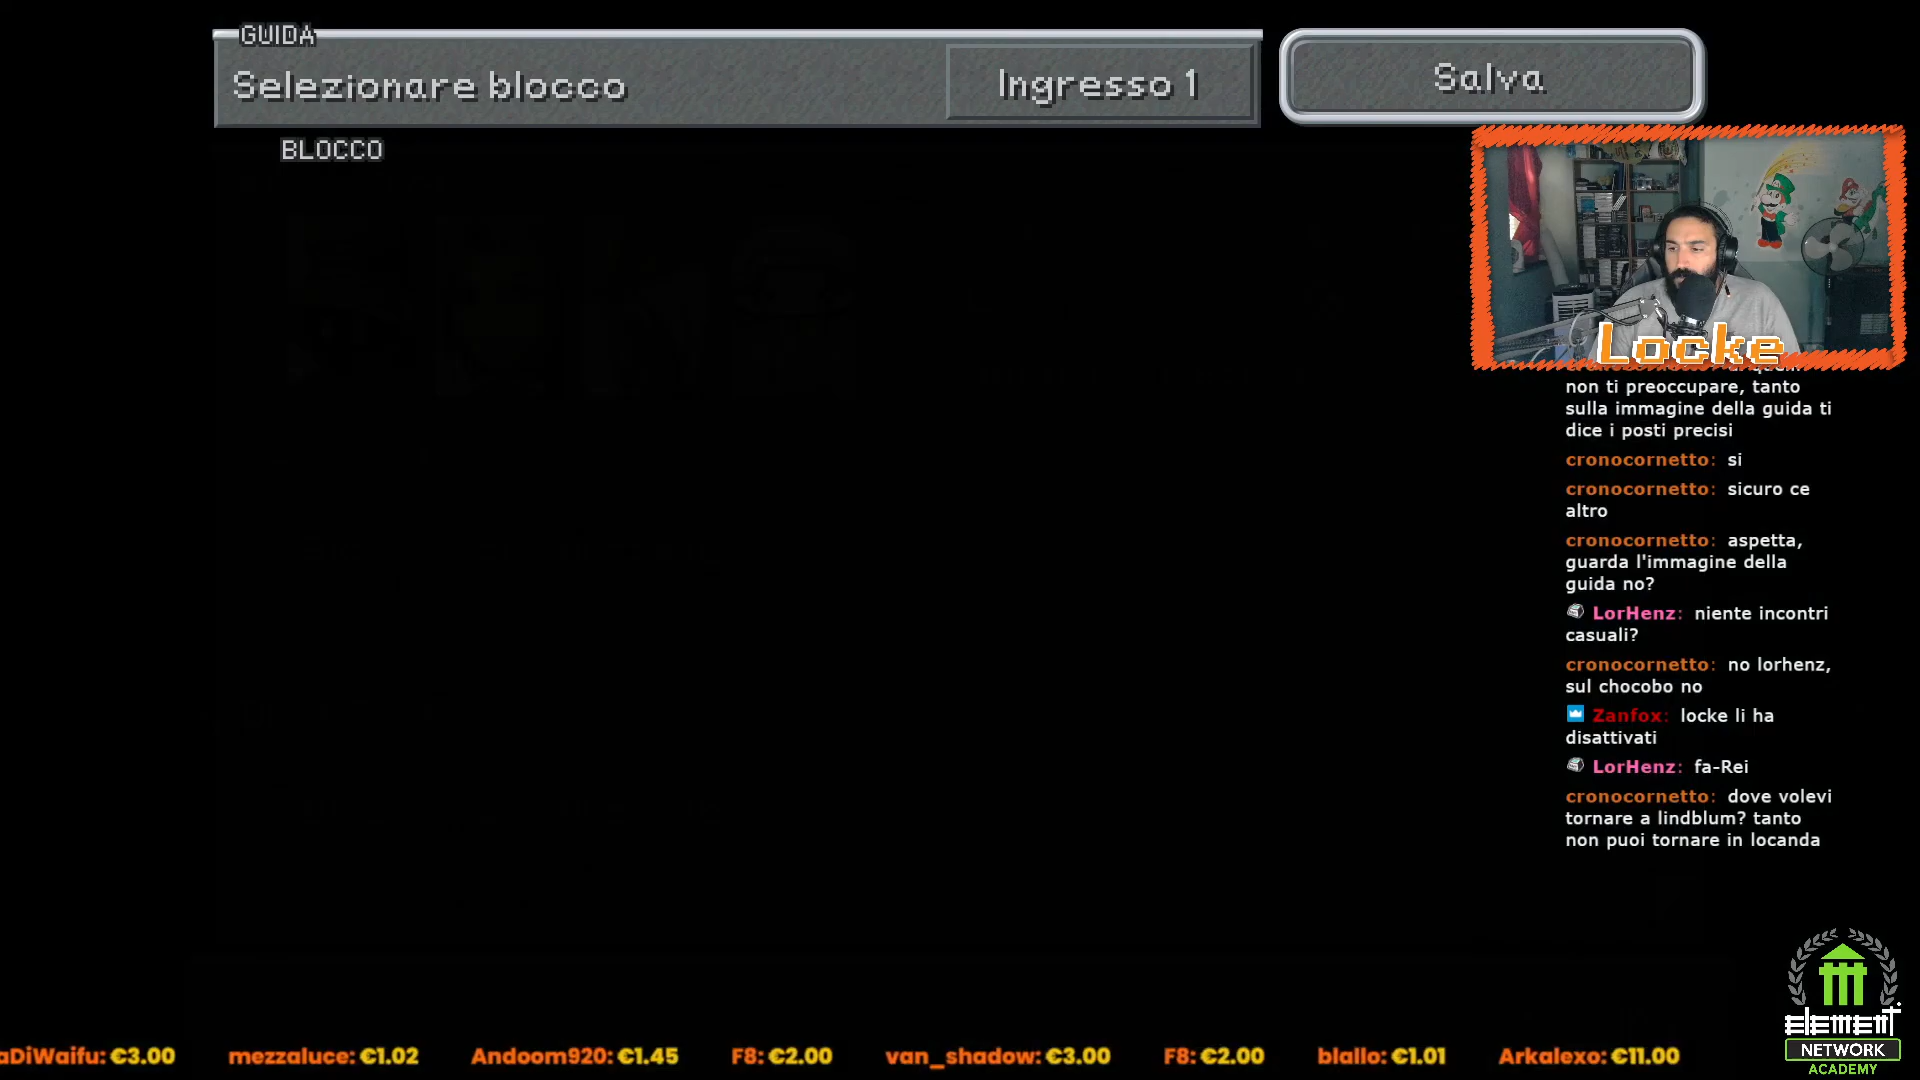 GUIDA
Selezionare blocco
Ingresso 1
Salva
BLOCCO
Locke
non ti preoccupare, tanto
sulla immagine della guida ti
dice i posti precisi
cronocornetto: si
cronocornetto: sicuro ce
altro
cronocornetto: aspetta,
guarda l'immagine della
guida no?
LorHenz: niente incontri
casuali?
cronocornetto: no lorhenz,
sul chocobo no
Zanfox: locke li ha
disattivati
LorHenz: fa-Rei
cronocornetto: dove volevi
tornare a lindblum? tanto
non puoi tornare in locanda
element
NETWORK
ACADEMY
aDiWaifu: €3.00 mezzaluce: €1.02 Andoom920: €1.45 F8: €2.00 van_shadow: €3.00 F8: €2.00 blallo: €1.01 Arkalexo: €11.00